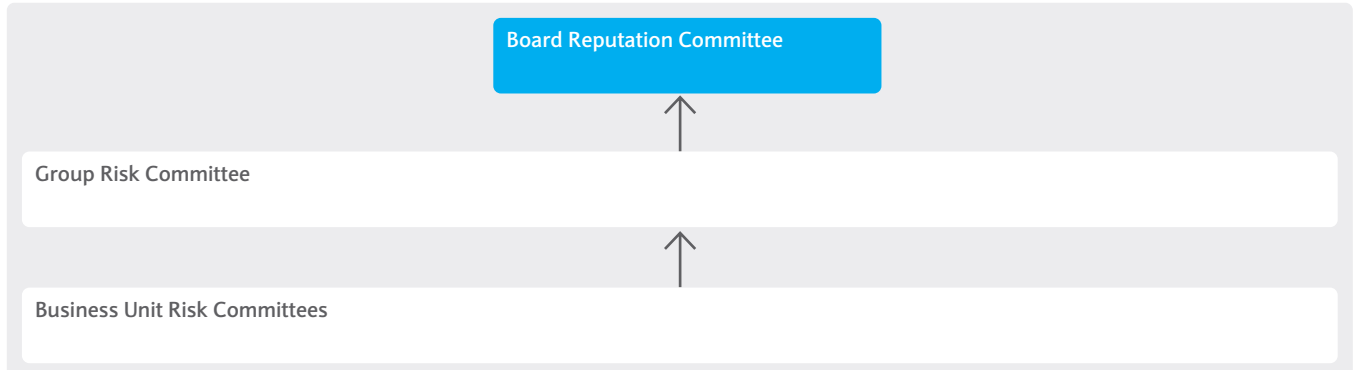 Board Reputation Committee
Group Risk Committee
Business Unit Risk Committees